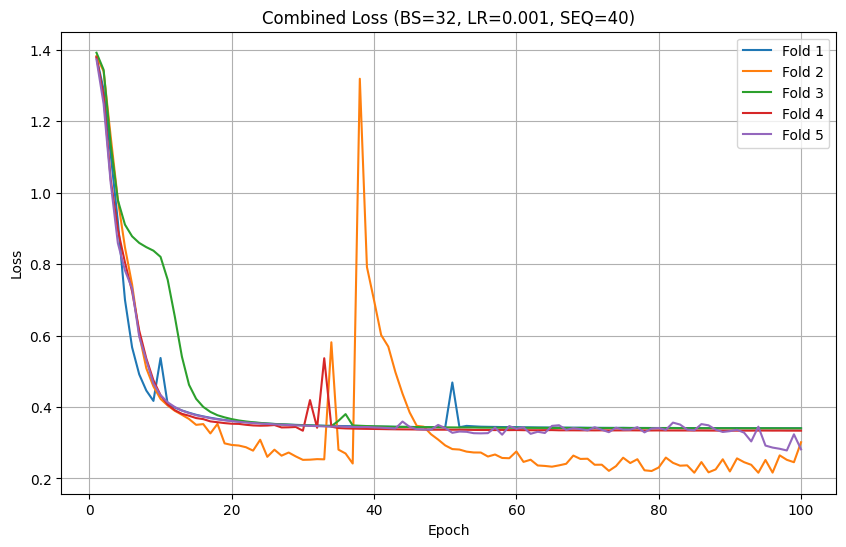 Combined Loss (BS=32, LR=0.001, SEQ=40)
Fold 1
Fold 2
Fold 3
Fold 4
Fold 5
1.4
1.2
1.0
0.8
0.6
0.4
0.2
Loss
0 20 40 60 80 100
Epoch